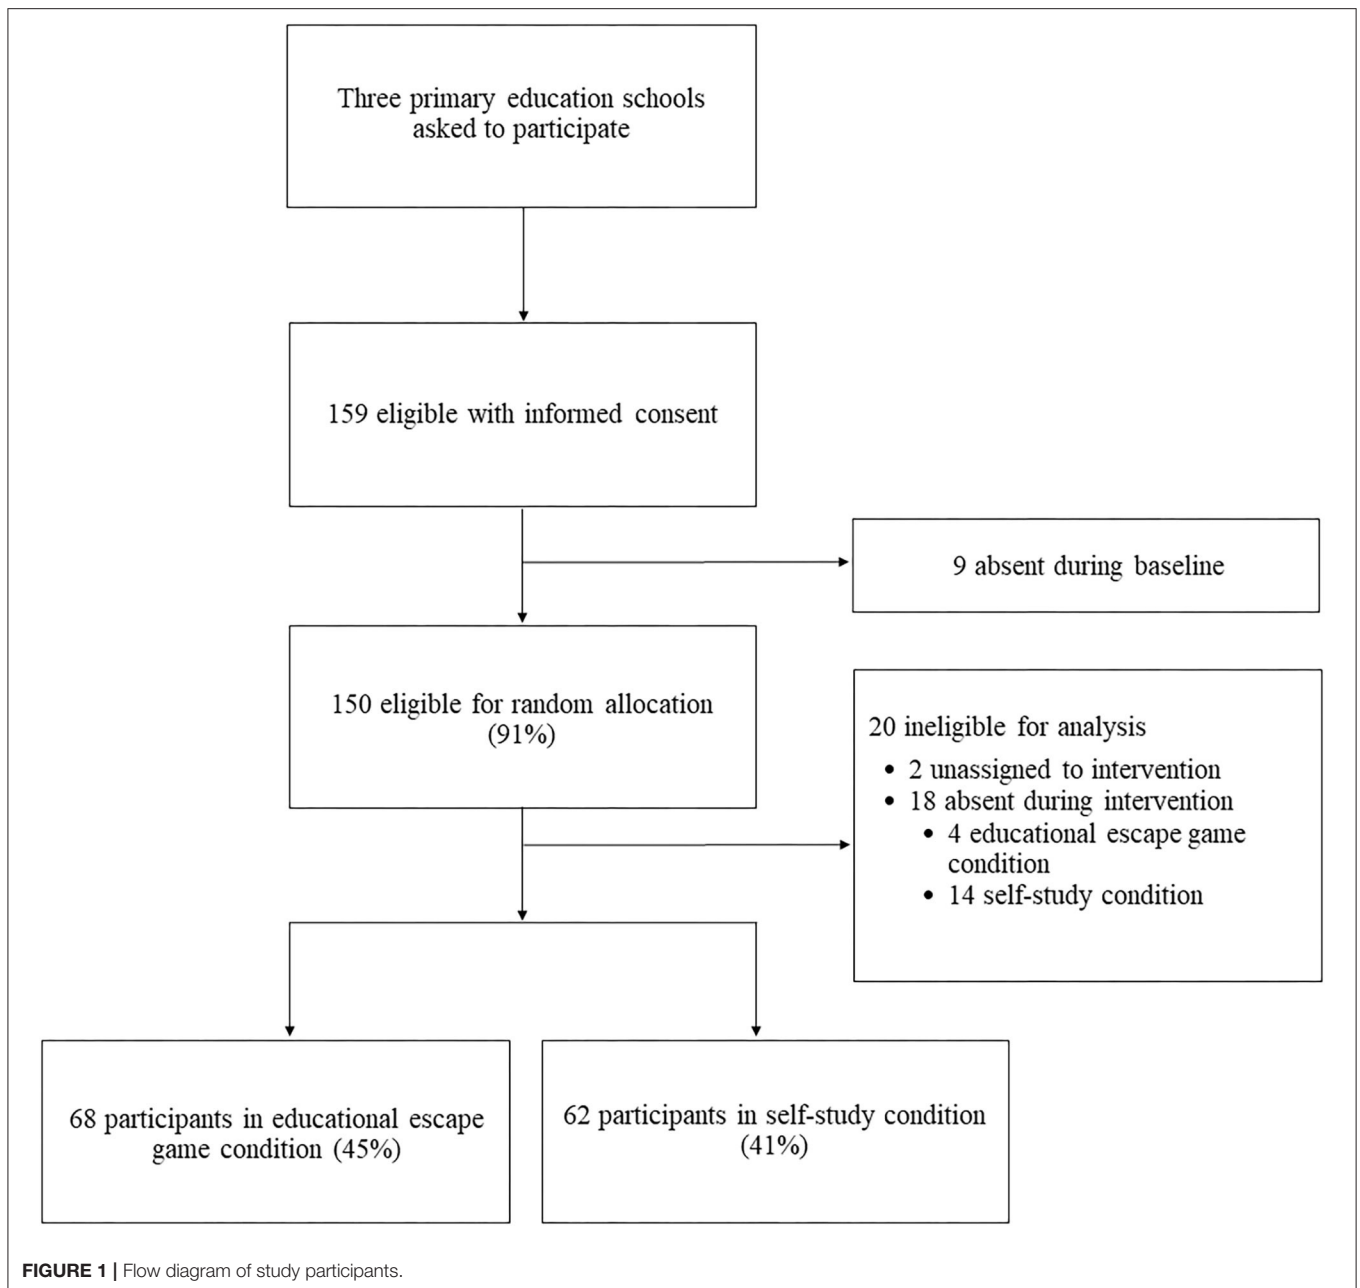 Three primary education schools
asked to participate
159 eligible with informed consent
9 absent during baseline
150 eligible for random allocation
(91%)
20 ineligible for analysis
• 2 unassigned to intervention
• 18 absent during intervention
• 4 educational escape game
condition
• 14 self-study condition
68 participants in educational escape
game condition (45%)
62 participants in self-study condition
(41%)
FIGURE 1 | Flow diagram of study participants.